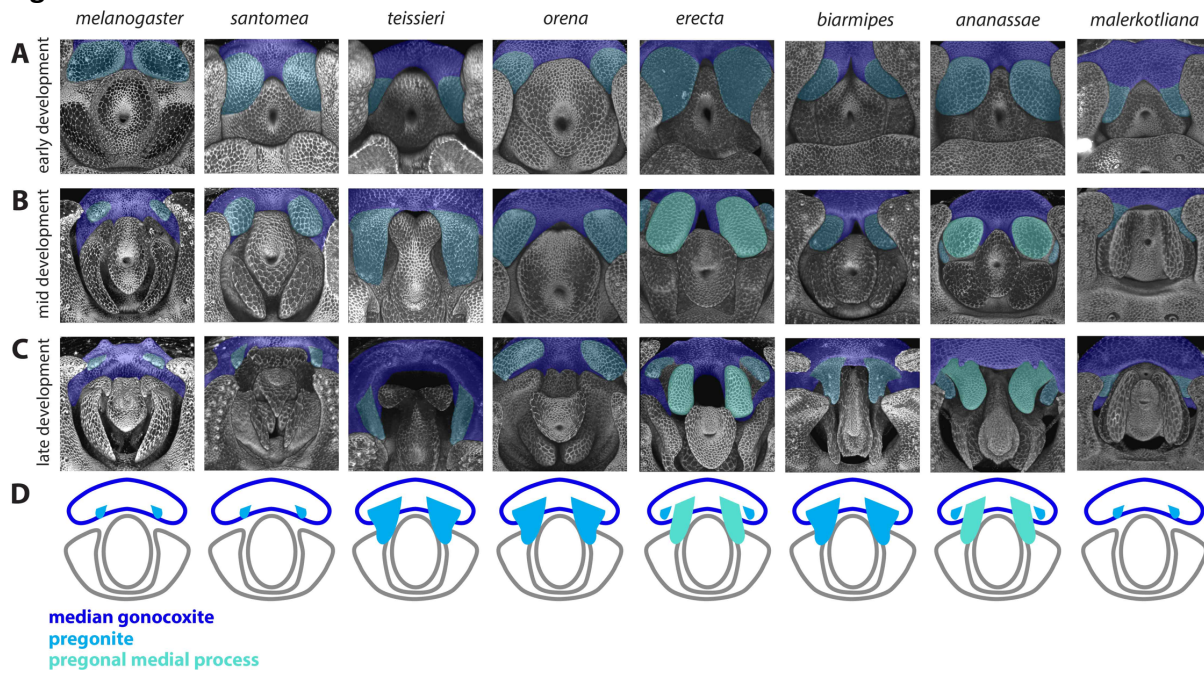 melanogaster santomea teissieri orena erecta biarmipes ananassae malerkotliana
A
early development
B
mid development
C
late development
D
median gonocoxite
pregonite
pregonal medial process